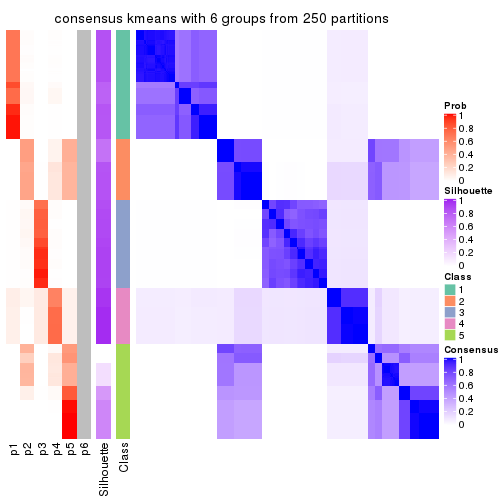 consensus kmeans with 6 groups from 250 partitions
Prob
1
0.8
0.6
0.4
0.2
0
Silhouette
1
0.8
0.6
0.4
0.2
0
Class
1
2
3
4
5
Consensus
1
0.8
0.6
0.4
0.2
0
p1
p2
p3
p4
p5
p6
Silhouette
Class